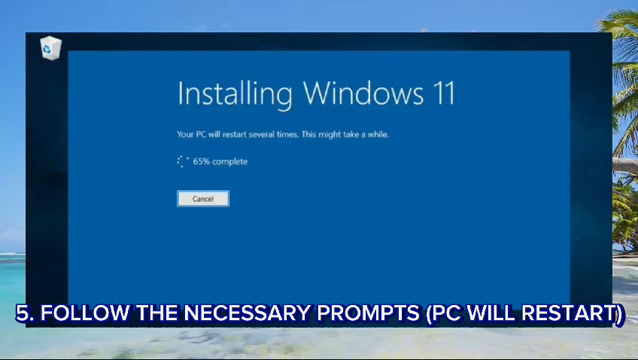 Installing Windows 11
Your PC will restart several times. This might take a while.
65% complete
Cancel
5. FOLLOW THE NECESSARY PROMPTS (PC WILL RESTART)